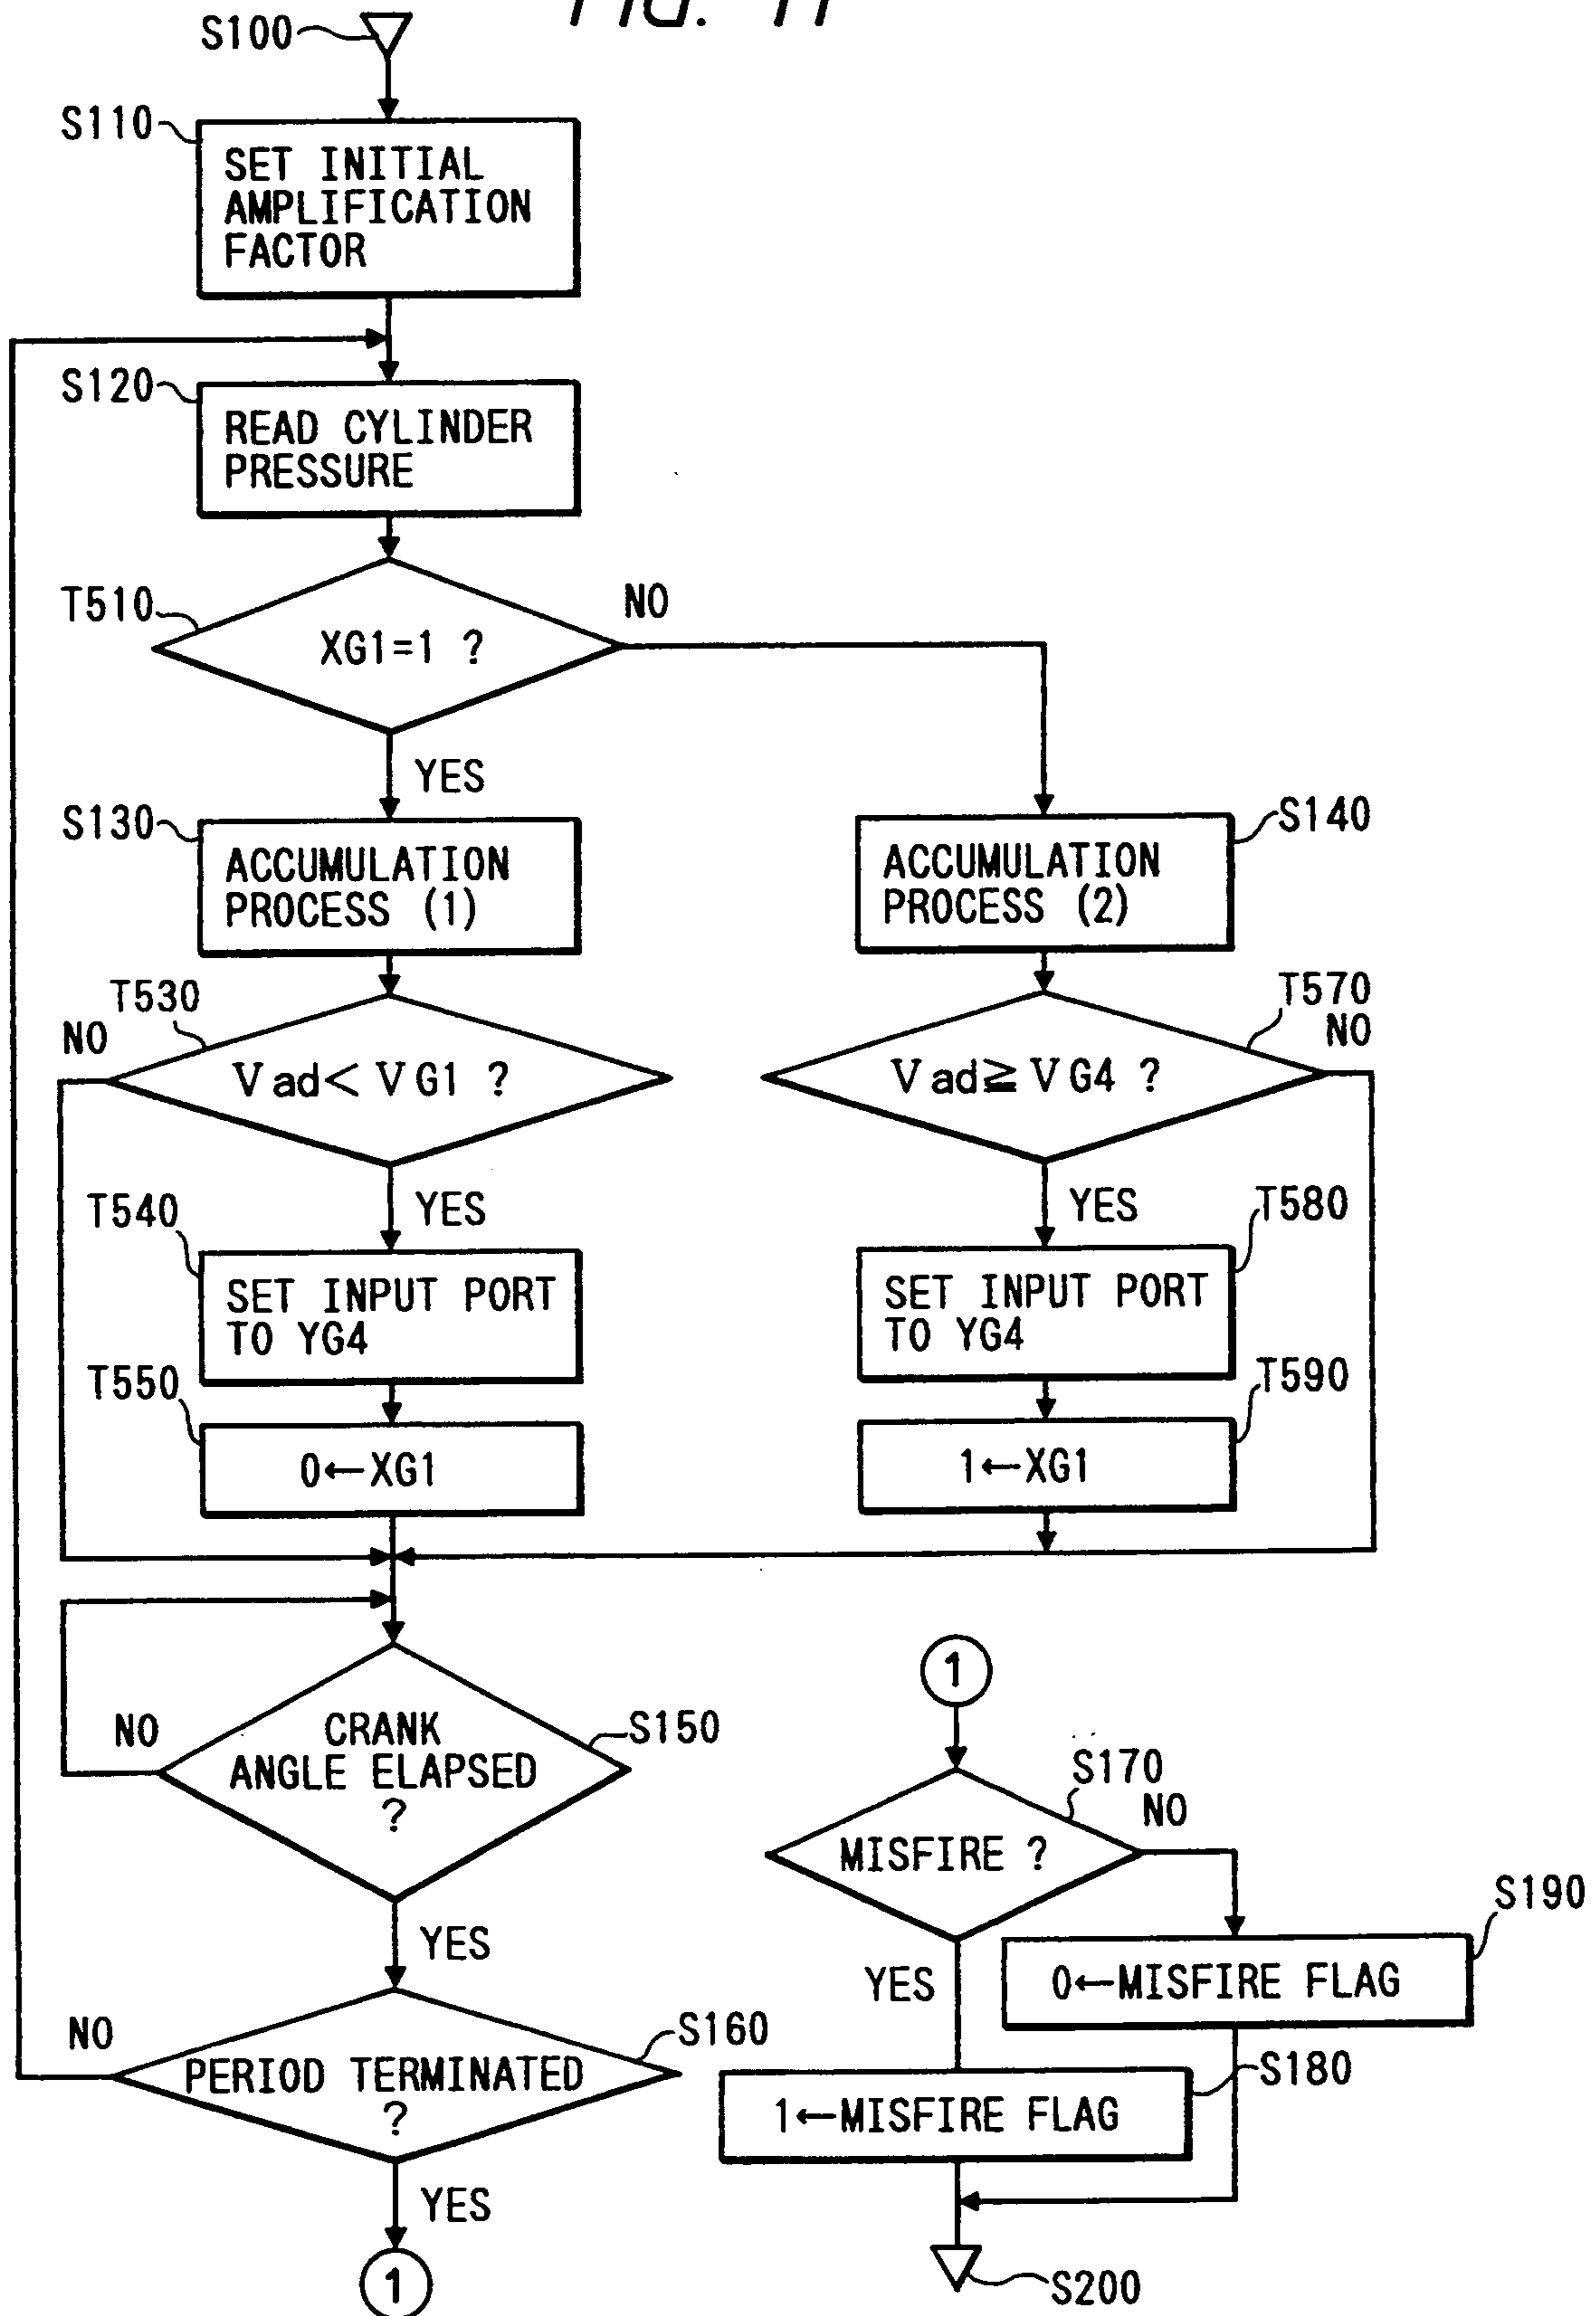 FIG. 11
S100
S110
SET INITIAL
AMPLIFICATION
FACTOR
S120
READ CYLINDER
PRESSURE
T510
XG1=1 ?
NO
YES
S130
ACCUMULATION
PROCESS (1)
S140
ACCUMULATION
PROCESS (2)
T530
NO
Vad< VG1 ?
T570
NO
Vad≧ VG4 ?
YES
YES
T540
SET INPUT PORT
TO YG4
T580
SET INPUT PORT
TO YG4
T550
0←XG1
T590
1←XG1
NO
CRANK
ANGLE ELAPSED
?
S150
YES
NO
PERIOD TERMINATED
?
S160
YES
1
1
S170
NO
MISFIRE ?
S190
YES
0←MISFIRE FLAG
S180
1←MISFIRE FLAG
S200